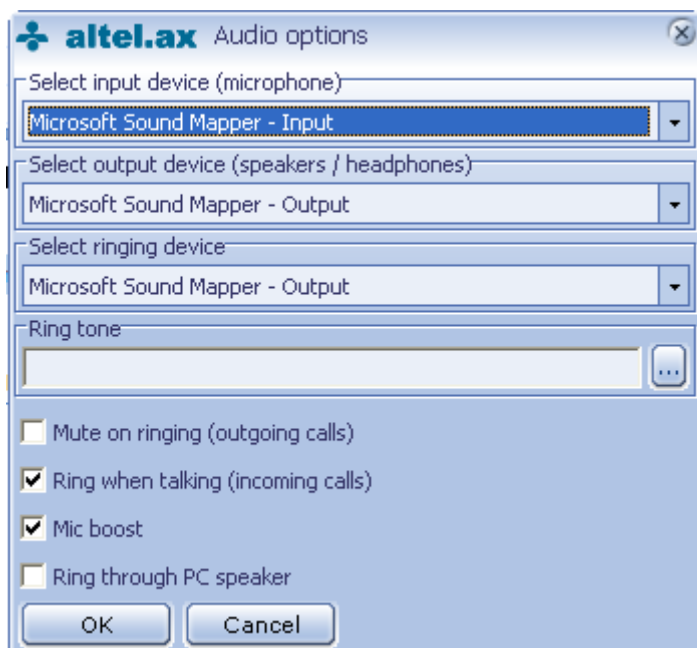 altel.ax Audio options
Select input device (microphone)
Microsoft Sound Mapper - Input
Select output device (speakers / headphones)
Microsoft Sound Mapper - Output
Select ringing device
Microsoft Sound Mapper - Output
Ring tone
...
Mute on ringing (outgoing calls)
Ring when talking (incoming calls)
Mic boost
Ring through PC speaker
OK Cancel